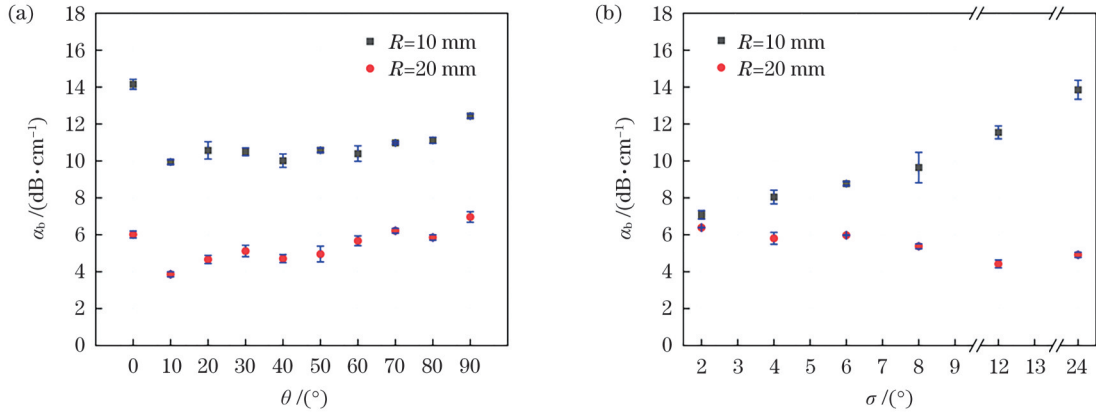 (a)
18
16
14
12
10
8
6
4
2
0
α_b /(dB·cm⁻¹)
R=10 mm
R=20 mm
0 10 20 30 40 50 60 70 80 90
θ /(°)
(b)
18
16
14
12
10
8
6
4
2
0
α_b /(dB·cm⁻¹)
R=10 mm
R=20 mm
2 3 4 5 6 7 8 9 12 13 24
σ /(°)